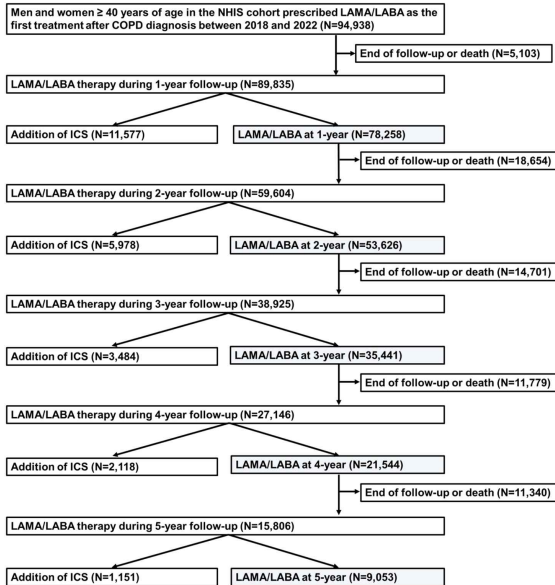 Men and women ≥ 40 years of age in the NHIS cohort prescribed LAMA/LABA as the
first treatment after COPD diagnosis between 2018 and 2022 (N=94,938)
End of follow-up or death (N=5,103)
LAMA/LABA therapy during 1-year follow-up (N=89,835)
Addition of ICS (N=11,577)
LAMA/LABA at 1-year (N=78,258)
End of follow-up or death (N=18,654)
LAMA/LABA therapy during 2-year follow-up (N=59,604)
Addition of ICS (N=5,978)
LAMA/LABA at 2-year (N=53,626)
End of follow-up or death (N=14,701)
LAMA/LABA therapy during 3-year follow-up (N=38,925)
Addition of ICS (N=3,484)
LAMA/LABA at 3-year (N=35,441)
End of follow-up or death (N=11,779)
LAMA/LABA therapy during 4-year follow-up (N=27,146)
Addition of ICS (N=2,118)
LAMA/LABA at 4-year (N=21,544)
End of follow-up or death (N=11,340)
LAMA/LABA therapy during 5-year follow-up (N=15,806)
Addition of ICS (N=1,151)
LAMA/LABA at 5-year (N=9,053)